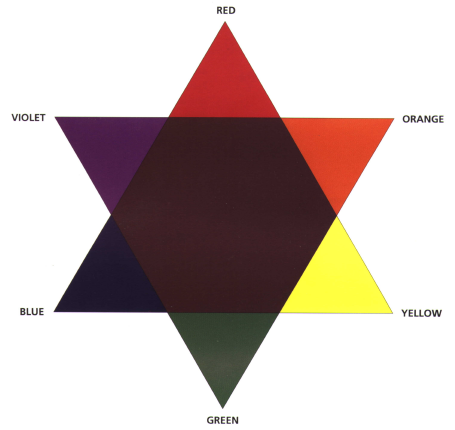 RED
VIOLET
ORANGE
BLUE
YELLOW
GREEN